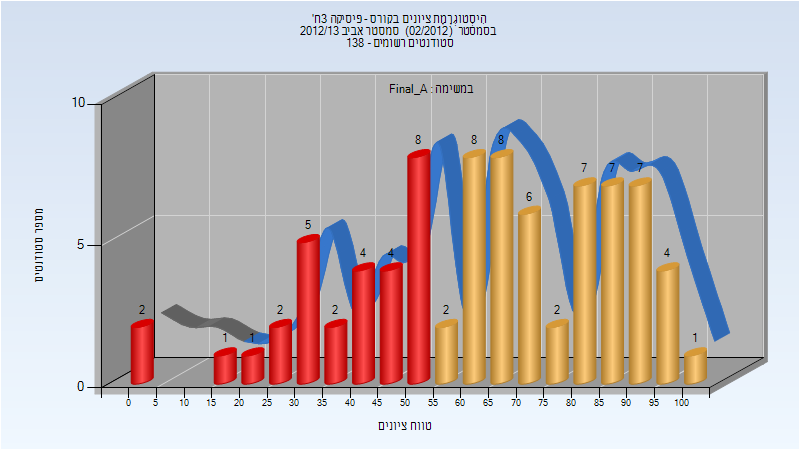 היסטוגרמת ציונים בקורס - פיסיקה 3ח'
בסמסטר (02/2012) סמסטר אביב 2012/13
סטודנטים רשומים - 138
במשימה : Final_A
10
5
0
מספר סטודנטים
2 1 1 2 5 2 4 4 8 2 8 8 6 2 7 7 7 4 1
0 5 10 15 20 25 30 35 40 45 50 55 60 65 70 75 80 85 90 95 100
טווח ציונים